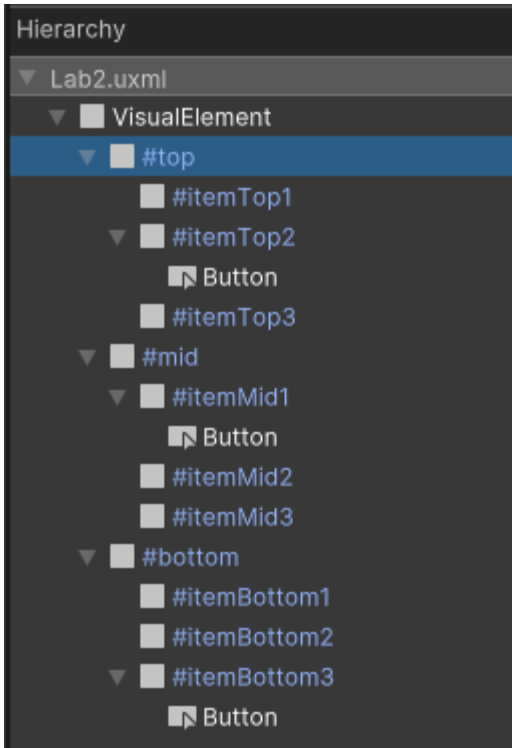 Hierarchy
Lab2.uxml
VisualElement
#top
#itemTop1
#itemTop2
Button
#itemTop3
#mid
#itemMid1
Button
#itemMid2
#itemMid3
#bottom
#itemBottom1
#itemBottom2
#itemBottom3
Button